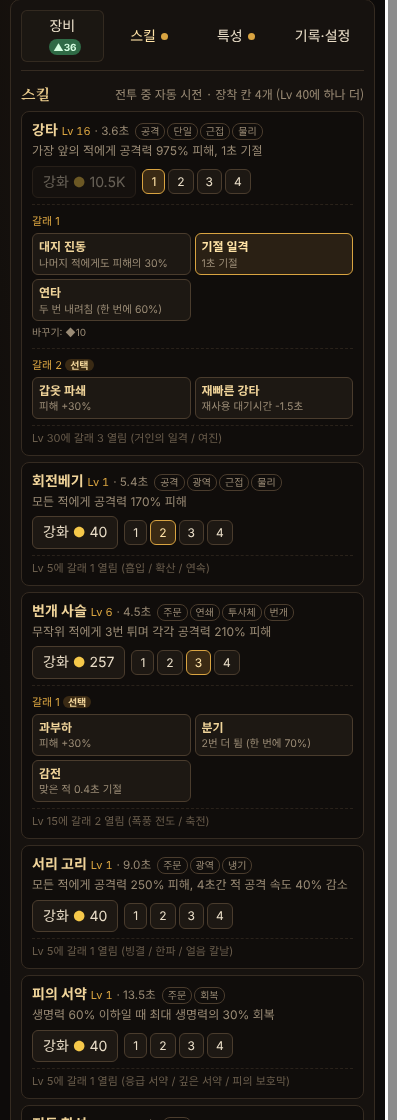 장비
▲36
스킬
특성
기록·설정
스킬 전투 중 자동 시전 · 장착 칸 4개 (Lv 40에 하나 더)
강타 Lv 16 · 3.6초 공격 단일 근접 물리
가장 앞의 적에게 공격력 975% 피해, 1초 기절
강화 10.5K 1 2 3 4
갈래 1
대지 진동
나머지 적에게도 피해의 30%
기절 일격
1초 기절
연타
두 번 내려침 (한 번에 60%)
바꾸기: ◆10
갈래 2 선택
갑옷 파쇄
피해 +30%
재빠른 강타
재사용 대기시간 -1.5초
Lv 30에 갈래 3 열림 (거인의 일격 / 여진)
회전베기 Lv 1 · 5.4초 공격 광역 근접 물리
모든 적에게 공격력 170% 피해
강화 40 1 2 3 4
Lv 5에 갈래 1 열림 (흡입 / 확산 / 연속)
번개 사슬 Lv 6 · 4.5초 주문 연쇄 투사체 번개
무작위 적에게 3번 튀며 각각 공격력 210% 피해
강화 257 1 2 3 4
갈래 1 선택
과부하
피해 +30%
분기
2번 더 튐 (한 번에 70%)
감전
맞은 적 0.4초 기절
Lv 15에 갈래 2 열림 (폭풍 전도 / 축전)
서리 고리 Lv 1 · 9.0초 주문 광역 냉기
모든 적에게 공격력 250% 피해, 4초간 적 공격 속도 40% 감소
강화 40 1 2 3 4
Lv 5에 갈래 1 열림 (빙결 / 한파 / 얼음 칼날)
피의 서약 Lv 1 · 13.5초 주문 회복
생명력 60% 이하일 때 최대 생명력의 30% 회복
강화 40 1 2 3 4
Lv 5에 갈래 1 열림 (응급 서약 / 깊은 서약 / 피의 보호막)